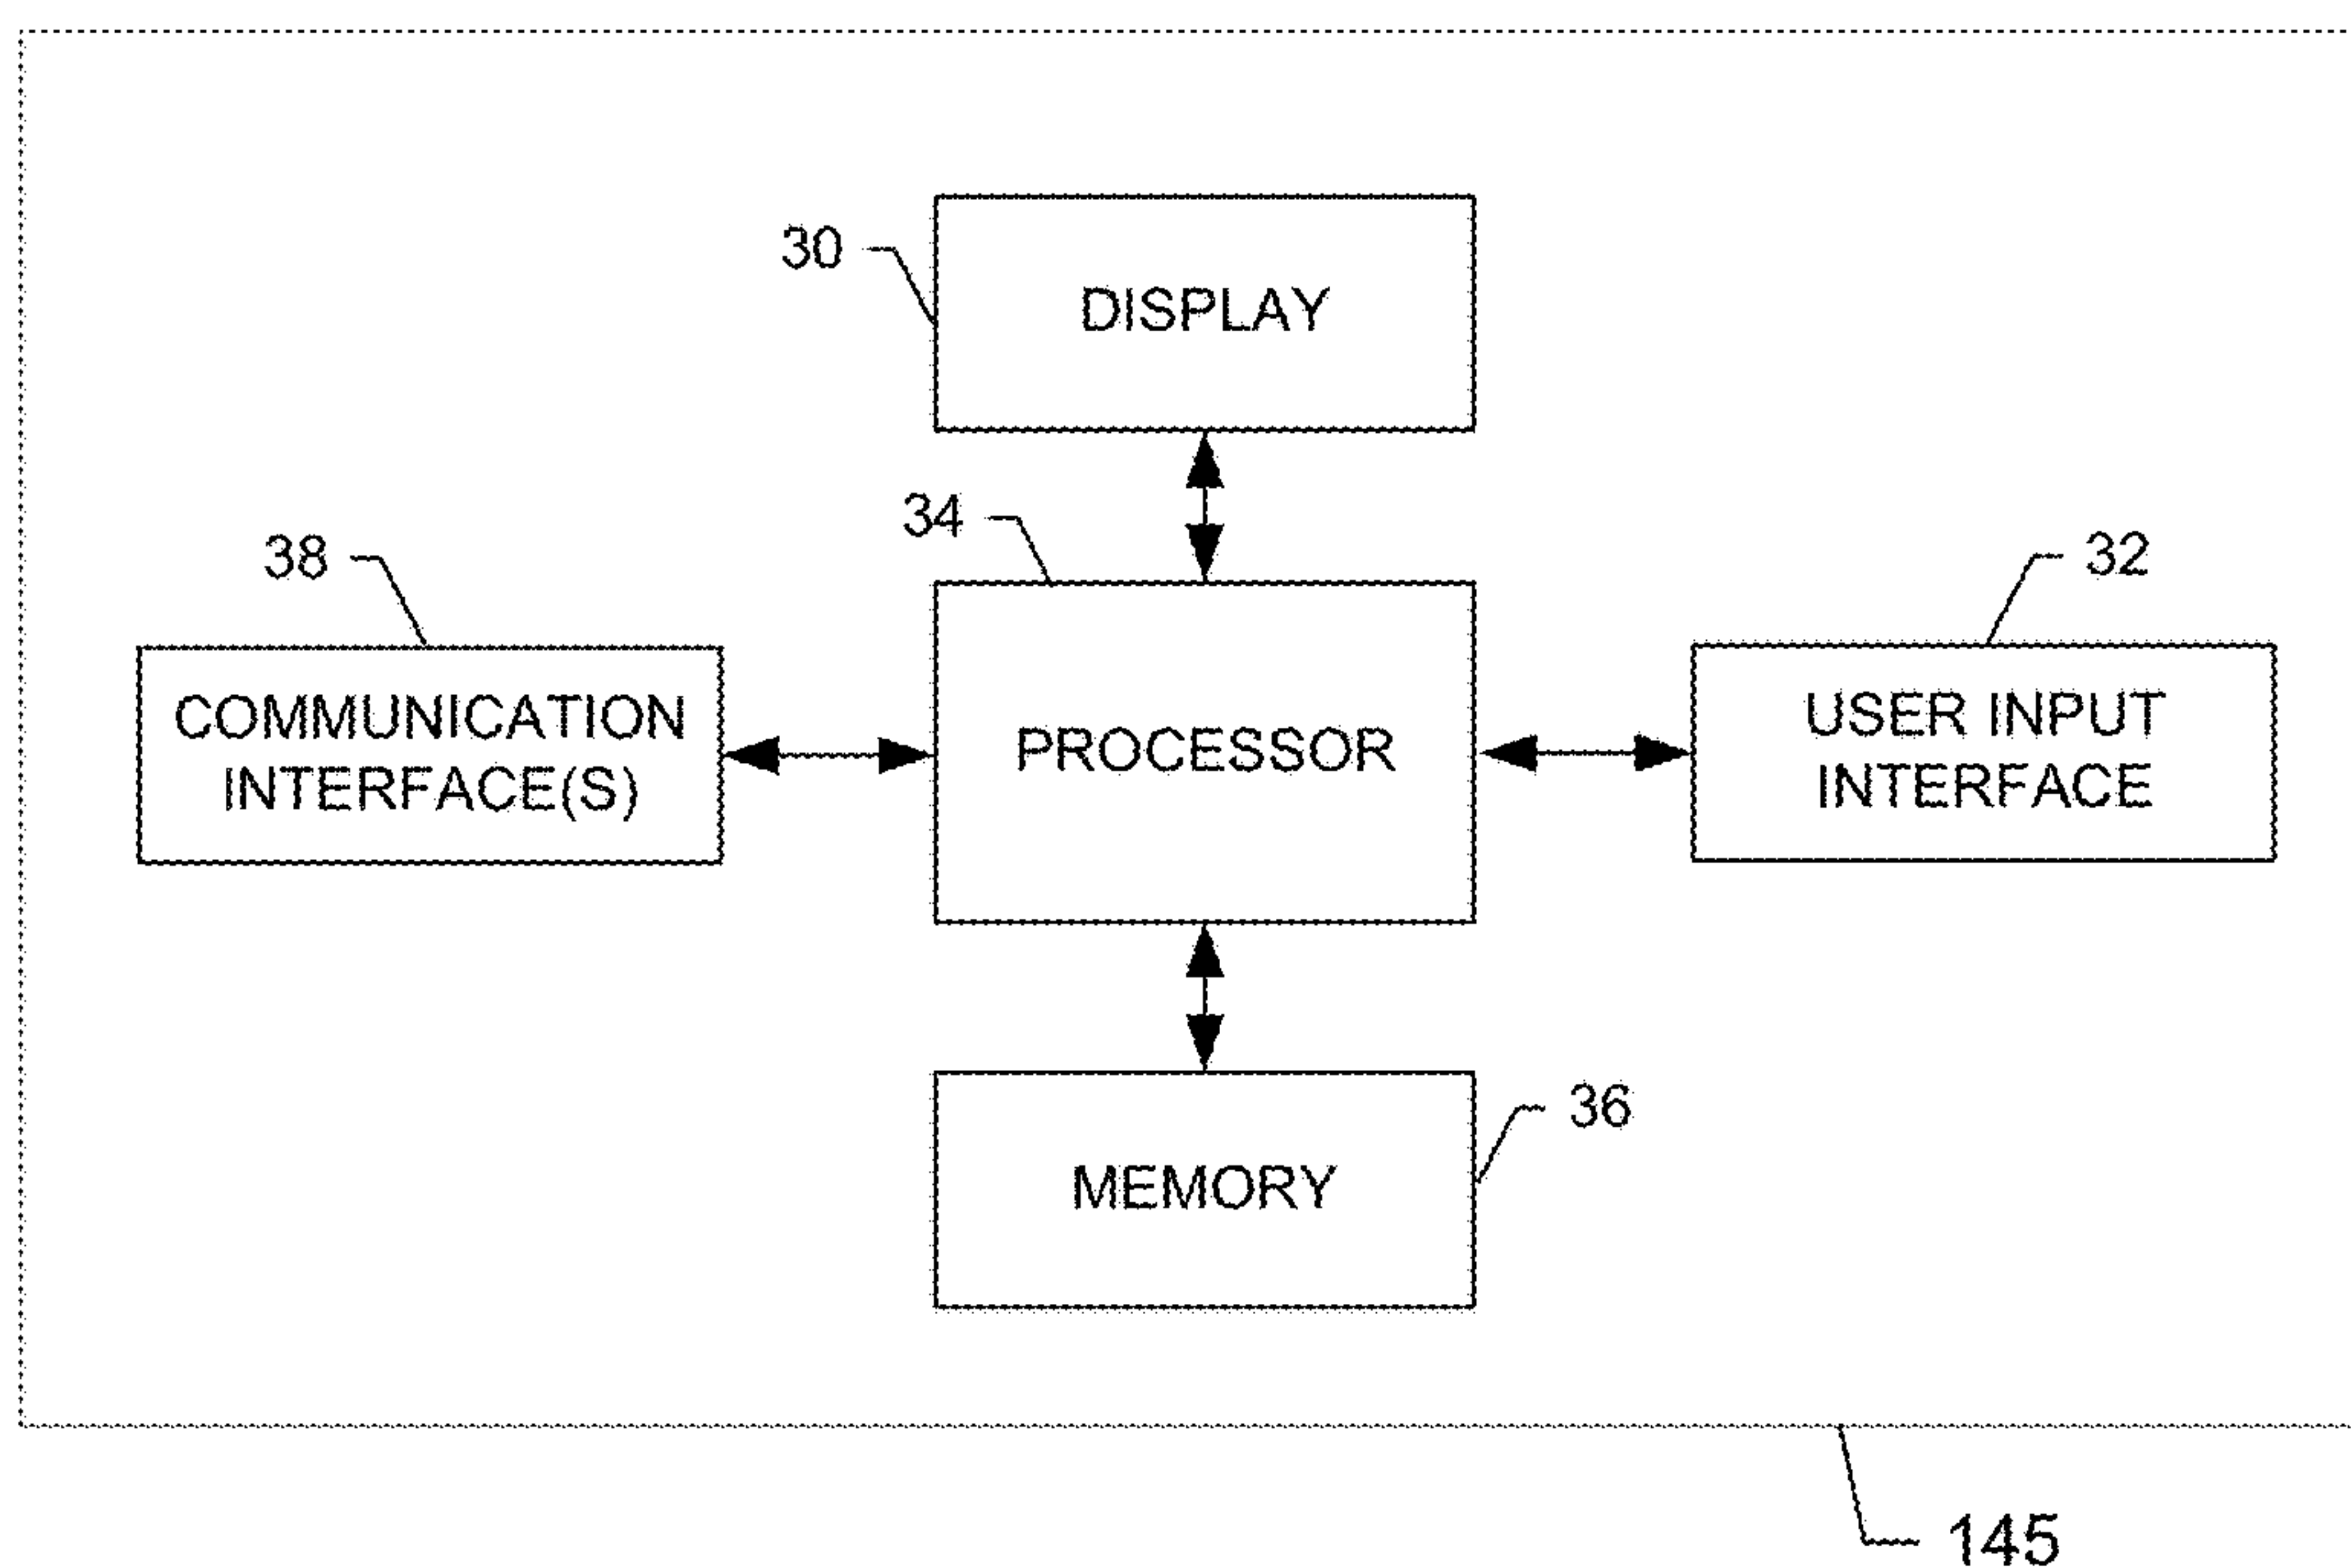 30
DISPLAY
34
38
32
COMMUNICATION
INTERFACE(S)
PROCESSOR
USER INPUT
INTERFACE
36
MEMORY
145